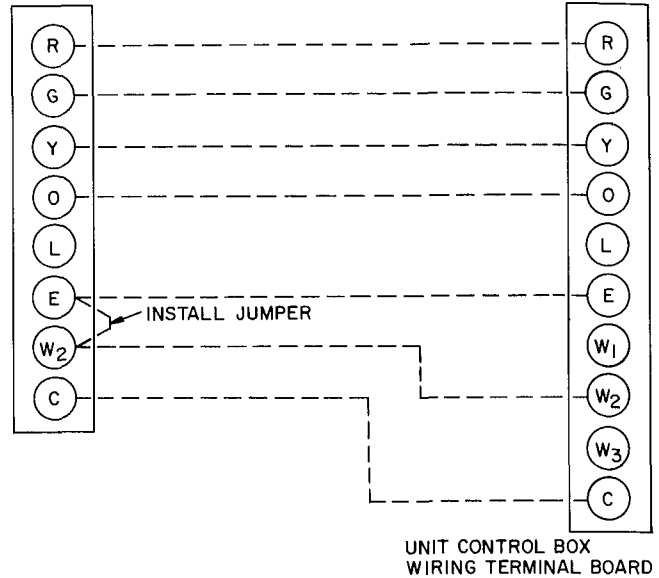 R
G
Y
O
L
E
W2
C
INSTALL JUMPER
R
G
Y
O
L
E
W1
W2
W3
C
UNIT CONTROL BOX
WIRING TERMINAL BOARD